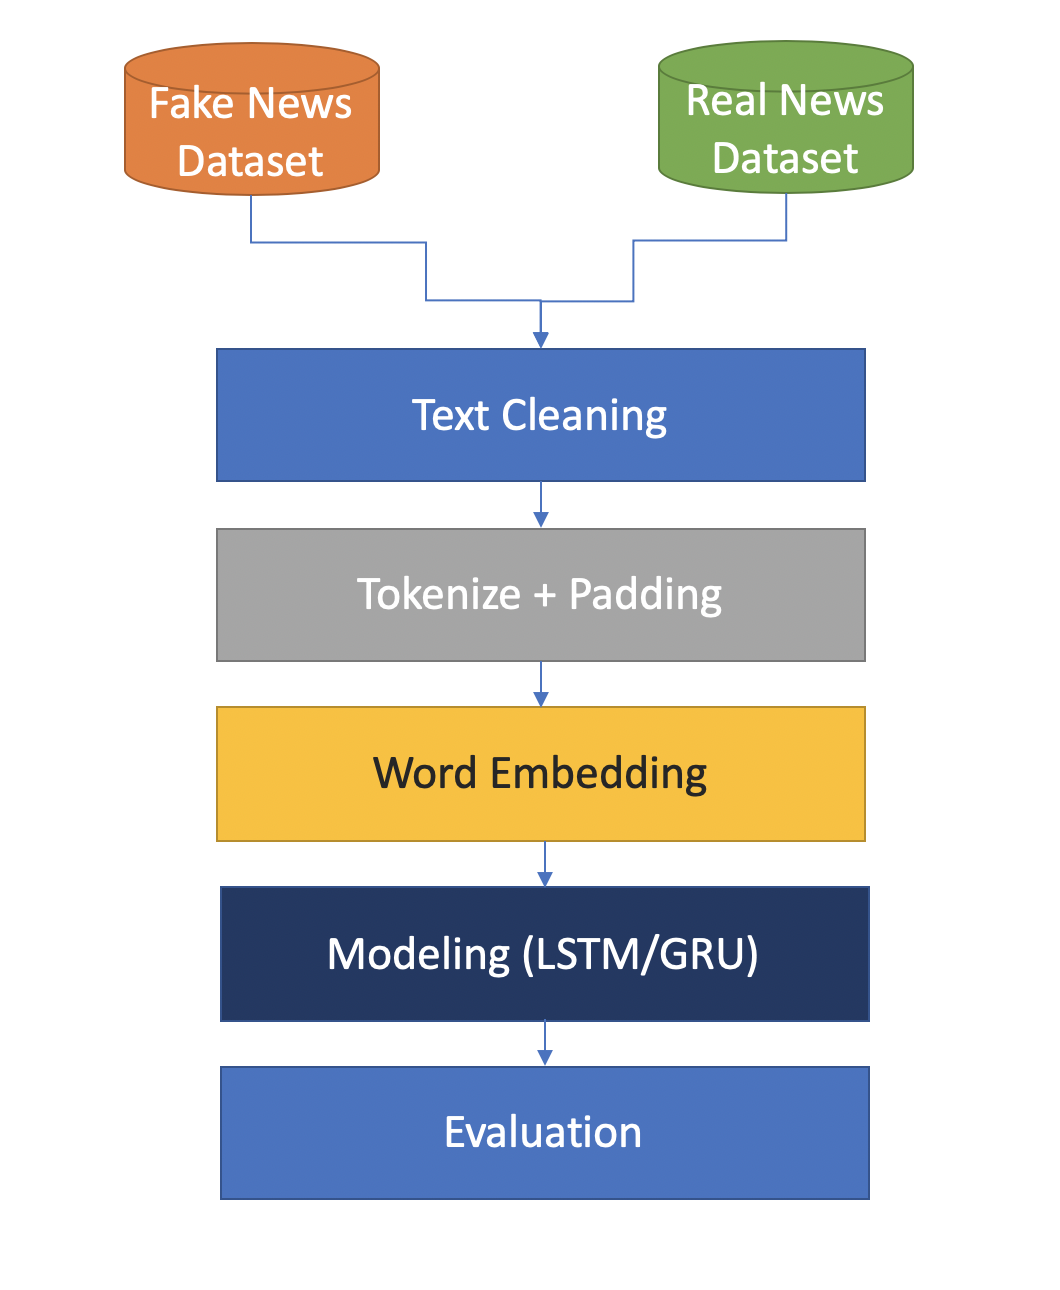 Fake News
Dataset
Real News
Dataset
Text Cleaning
Tokenize + Padding
Word Embedding
Modeling (LSTM/GRU)
Evaluation